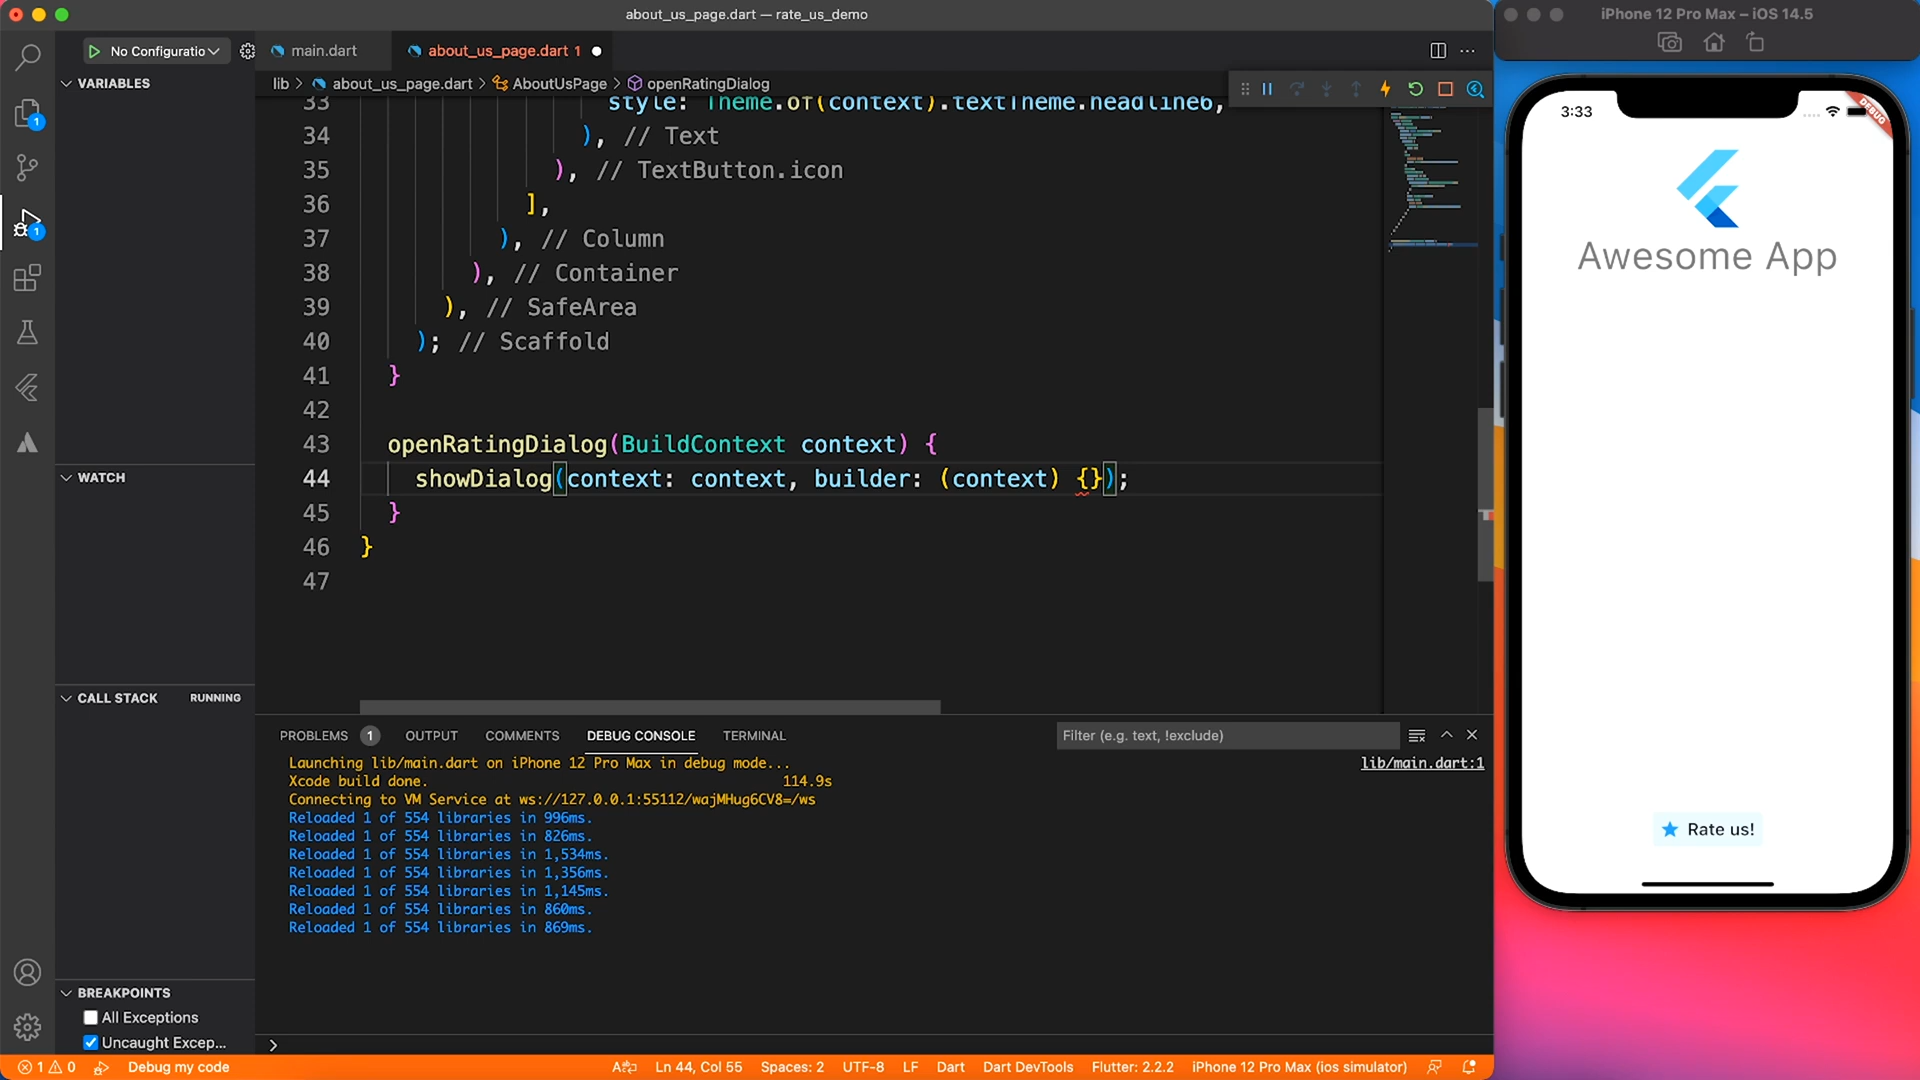 about_us_page.dart — rate_us_demo
No Configuratio
main.dart
about_us_page.dart 1
VARIABLES
lib > about_us_page.dart > AboutUsPage > openRatingDialog
33 style: Theme.of(context).textTheme.headline6,
34 ), // Text
35 ), // TextButton.icon
36 ],
37 ), // Column
38 ), // Container
39 ), // SafeArea
40 ); // Scaffold
41 }
42
43 openRatingDialog(BuildContext context) {
44 showDialog(context: context, builder: (context) {});
45 }
46 }
47
WATCH
CALL STACK
RUNNING
BREAKPOINTS
All Exceptions
Uncaught Excep...
PROBLEMS 1 OUTPUT COMMENTS DEBUG CONSOLE TERMINAL
Filter (e.g. text, !exclude)
Launching lib/main.dart on iPhone 12 Pro Max in debug mode...
lib/main.dart:1
Xcode build done. 114.9s
Connecting to VM Service at ws://127.0.0.1:55112/wajMHug6CV8=/ws
Reloaded 1 of 554 libraries in 996ms.
Reloaded 1 of 554 libraries in 826ms.
Reloaded 1 of 554 libraries in 1,534ms.
Reloaded 1 of 554 libraries in 1,356ms.
Reloaded 1 of 554 libraries in 1,145ms.
Reloaded 1 of 554 libraries in 860ms.
Reloaded 1 of 554 libraries in 869ms.
>
1 0 Debug my code
Ln 44, Col 55 Spaces: 2 UTF-8 LF Dart Dart DevTools Flutter: 2.2.2 iPhone 12 Pro Max (ios simulator)
1
1
iPhone 12 Pro Max – iOS 14.5
3:33
DEBUG
Awesome App
Rate us!